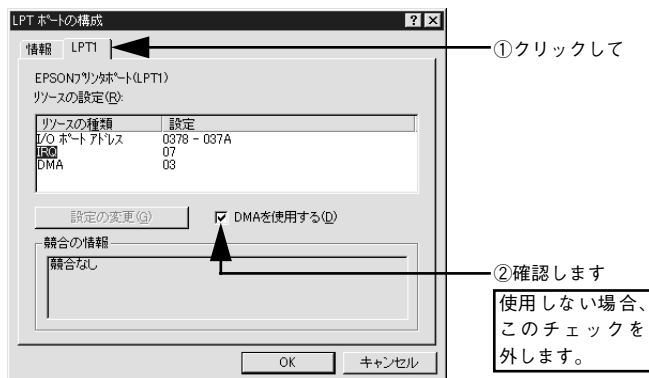 LPT ﾎﾟｰﾄの構成
情報 LPT1
①クリックして
EPSONﾌﾟﾘﾝﾀﾎﾟｰﾄ(LPT1)
リソースの設定(R):
リソースの種類 設定
I/O ﾎﾟｰﾄ ｱﾄﾞﾚｽ 0378 - 037A
IRQ 07
DMA 03
設定の変更(G)
DMAを使用する(D)
競合の情報
競合なし
②確認します
使用しない場合、
このチェックを
外します。
OK キャンセル